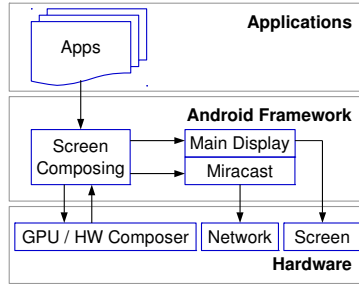 Applications
Apps
Android Framework
Screen
Composing
Main Display
Miracast
GPU / HW Composer
Network
Screen
Hardware